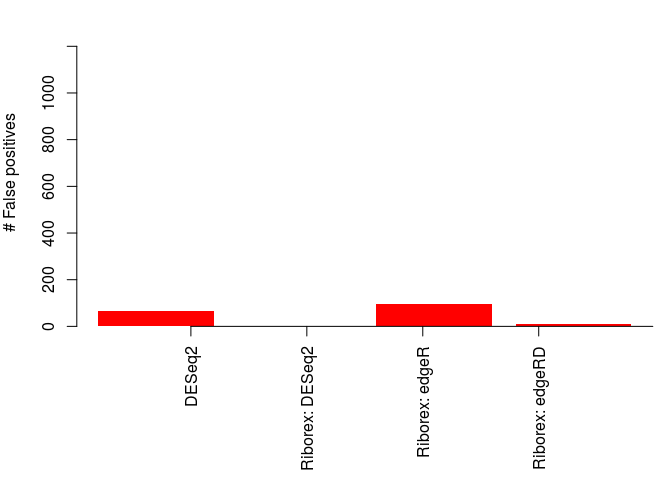 # False positives
1000
800
600
400
200
0
DESeq2
Riborex: DESeq2
Riborex: edgeR
Riborex: edgeRD